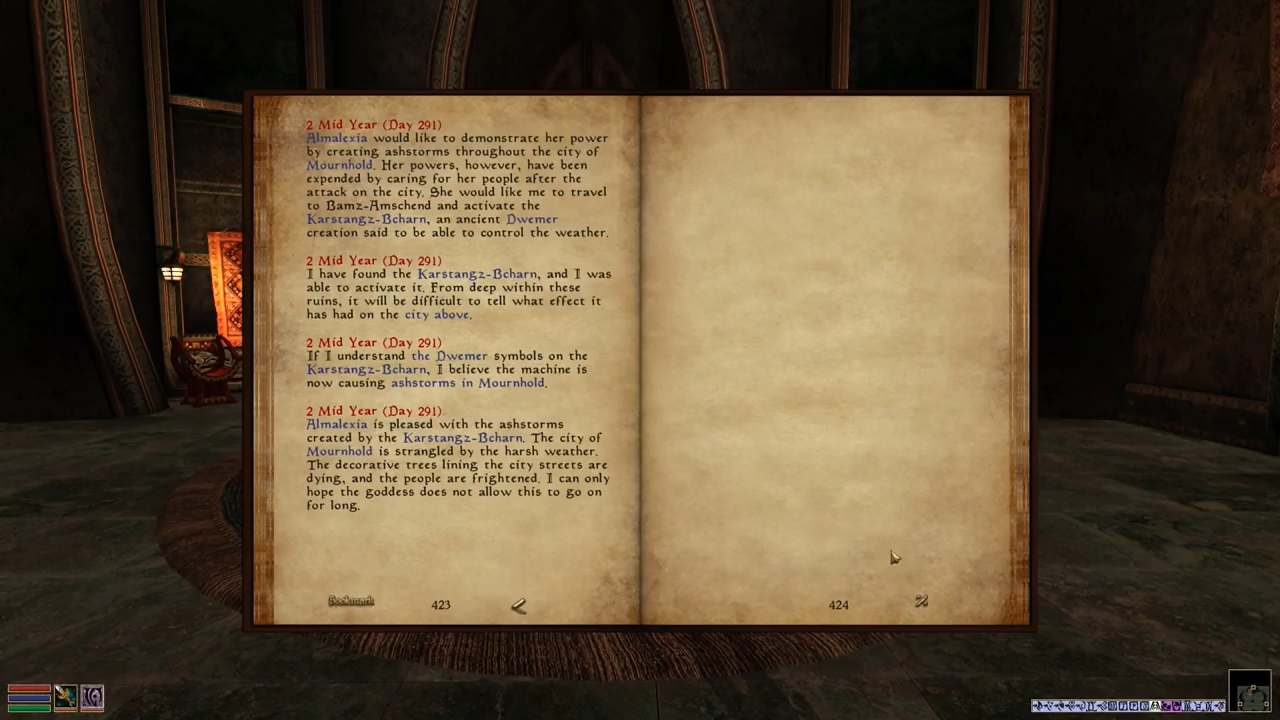 2 Mid Year (Day 291)
Almalexia would like to demonstrate her power
by creating ashstorms throughout the city of
Mournhold. Her powers, however, have been
expended by caring for her people after the
attack on the city. She would like me to travel
to Bamz-Amschend and activate the
Karstangz-Bcharn, an ancient Dwemer
creation said to be able to control the weather.
2 Mid Year (Day 291)
I have found the Karstangz-Bcharn, and I was
able to activate it. From deep within these
ruins, it will be difficult to tell what effect it
has had on the city above.
2 Mid Year (Day 291)
If I understand the Dwemer symbols on the
Karstangz-Bcharn, I believe the machine is
now causing ashstorms in Mournhold.
2 Mid Year (Day 291)
Almalexia is pleased with the ashstorms
created by the Karstangz-Bcharn. The city of
Mournhold is strangled by the harsh weather.
The decorative trees lining the city streets are
dying, and the people are frightened. I can only
hope the goddess does not allow this to go on
for long.
Bookmark
423
424